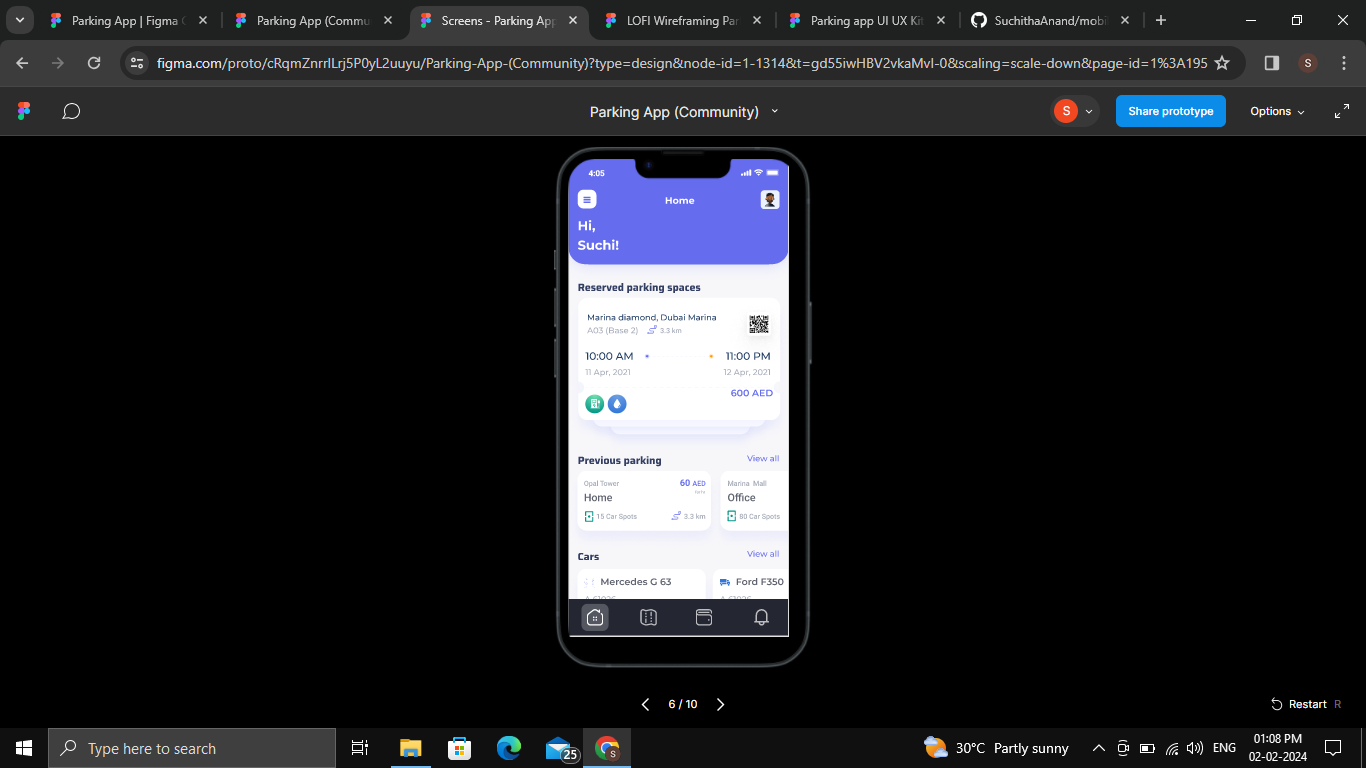 Parking App | Figma C
Parking App (Commu
Screens - Parking App
LOFI Wireframing Par
Parking app UI UX Kit
SuchithaAnand/mobil
figma.com/proto/cRqmZnrrlLrj5P0yL2uuyu/Parking-App-(Community)?type=design&node-id=1-1314&t=gd55iwHBV2vkaMvl-0&scaling=scale-down&page-id=1%3A195
S
Parking App (Community)
S
Share prototype
Options
4:05
Home
Hi,
Suchi!
Reserved parking spaces
Marina diamond, Dubai Marina
A03 (Base 2) 3.3 km
10:00 AM 11:00 PM
11 Apr, 2021 12 Apr, 2021
600 AED
Previous parking View all
Opal Tower 60 AED
Home
15 Car Spots 3.3 km
Marina Mall
Office
80 Car Spots
Cars View all
Mercedes G 63
Ford F350
6 / 10
Restart R
Type here to search
25
S
30°C Partly sunny
ENG
01:08 PM
02-02-2024